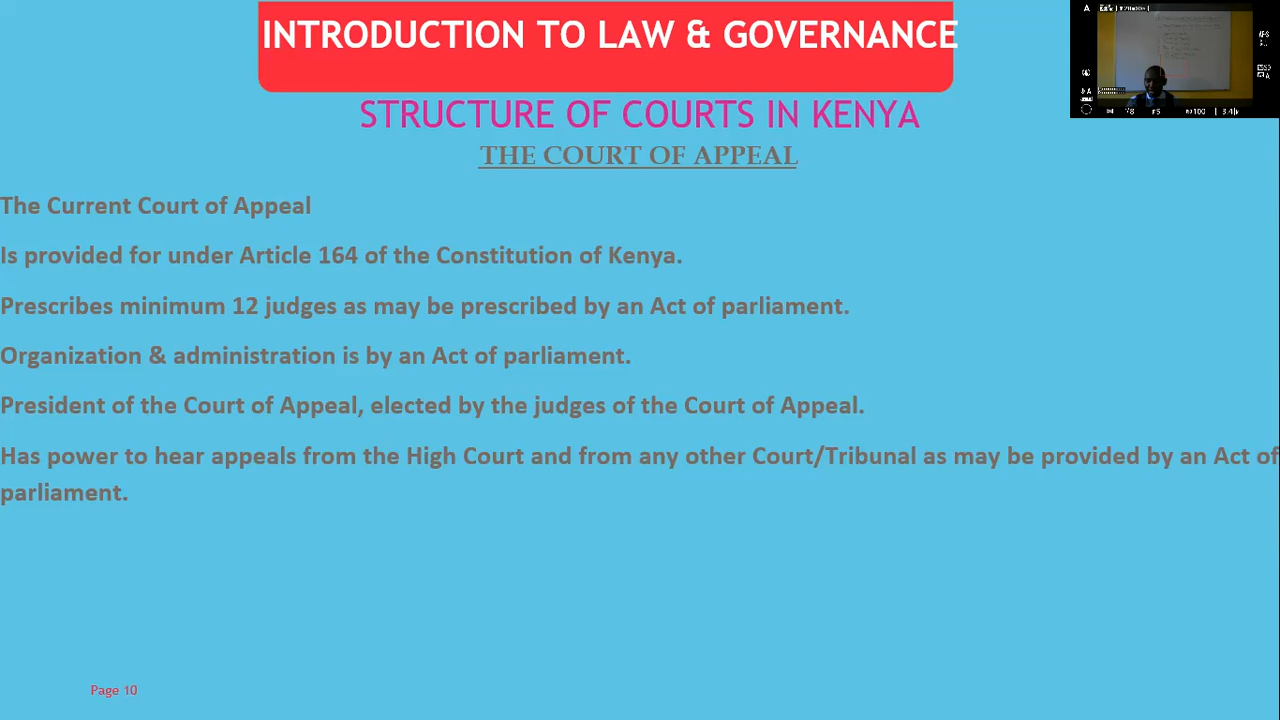 INTRODUCTION TO LAW & GOVERNANCE
STRUCTURE OF COURTS IN KENYA
THE COURT OF APPEAL
The Current Court of Appeal
Is provided for under Article 164 of the Constitution of Kenya.
Prescribes minimum 12 judges as may be prescribed by an Act of parliament.
Organization & administration is by an Act of parliament.
President of the Court of Appeal, elected by the judges of the Court of Appeal.
Has power to hear appeals from the High Court and from any other Court/Tribunal as may be provided by an Act of
parliament.
Page 10